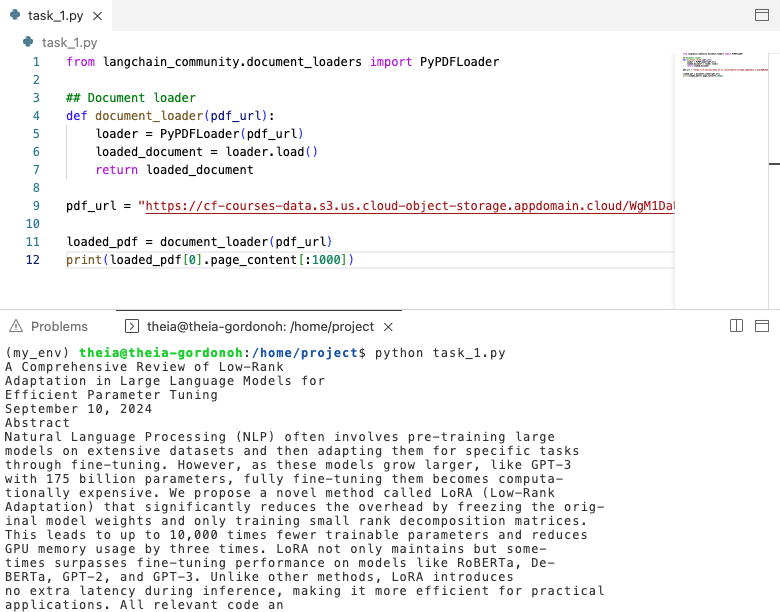 task_1.py
task_1.py
1 from langchain_community.document_loaders import PyPDFLoader
2
3 ## Document loader
4 def document_loader(pdf_url):
5     loader = PyPDFLoader(pdf_url)
6     loaded_document = loader.load()
7     return loaded_document
8
9 pdf_url = "https://cf-courses-data.s3.us.cloud-object-storage.appdomain.cloud/WgM1Da
10
11 loaded_pdf = document_loader(pdf_url)
12 print(loaded_pdf[0].page_content[:1000])
Problems
theia@theia-gordonoh: /home/project
(my_env) theia@theia-gordonoh:/home/project$ python task_1.py
A Comprehensive Review of Low-Rank
Adaptation in Large Language Models for
Efficient Parameter Tuning
September 10, 2024
Abstract
Natural Language Processing (NLP) often involves pre-training large
models on extensive datasets and then adapting them for specific tasks
through fine-tuning. However, as these models grow larger, like GPT-3
with 175 billion parameters, fully fine-tuning them becomes computa-
tionally expensive. We propose a novel method called LoRA (Low-Rank
Adaptation) that significantly reduces the overhead by freezing the orig-
inal model weights and only training small rank decomposition matrices.
This leads to up to 10,000 times fewer trainable parameters and reduces
GPU memory usage by three times. LoRA not only maintains but some-
times surpasses fine-tuning performance on models like RoBERTa, De-
BERTa, GPT-2, and GPT-3. Unlike other methods, LoRA introduces
no extra latency during inference, making it more efficient for practical
applications. All relevant code an